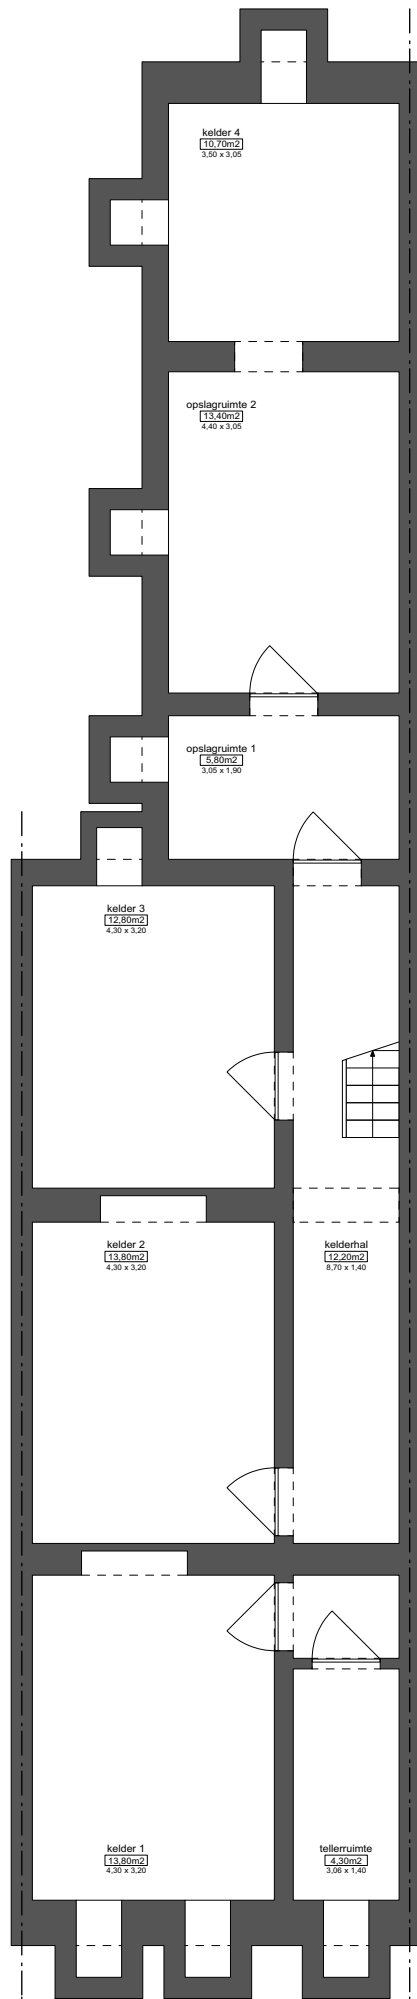 kelder 4
10,70m2
3,50 x 3,05
opslagruimte 2
13,40m2
4,40 x 3,05
opslagruimte 1
5,80m2
3,05 x 1,90
kelder 3
12,80m2
4,30 x 3,20
kelder 2
13,80m2
4,30 x 3,20
kelderhal
12,20m2
8,70 x 1,40
kelder 1
13,80m2
4,30 x 3,20
tellerruimte
4,30m2
3,06 x 1,40